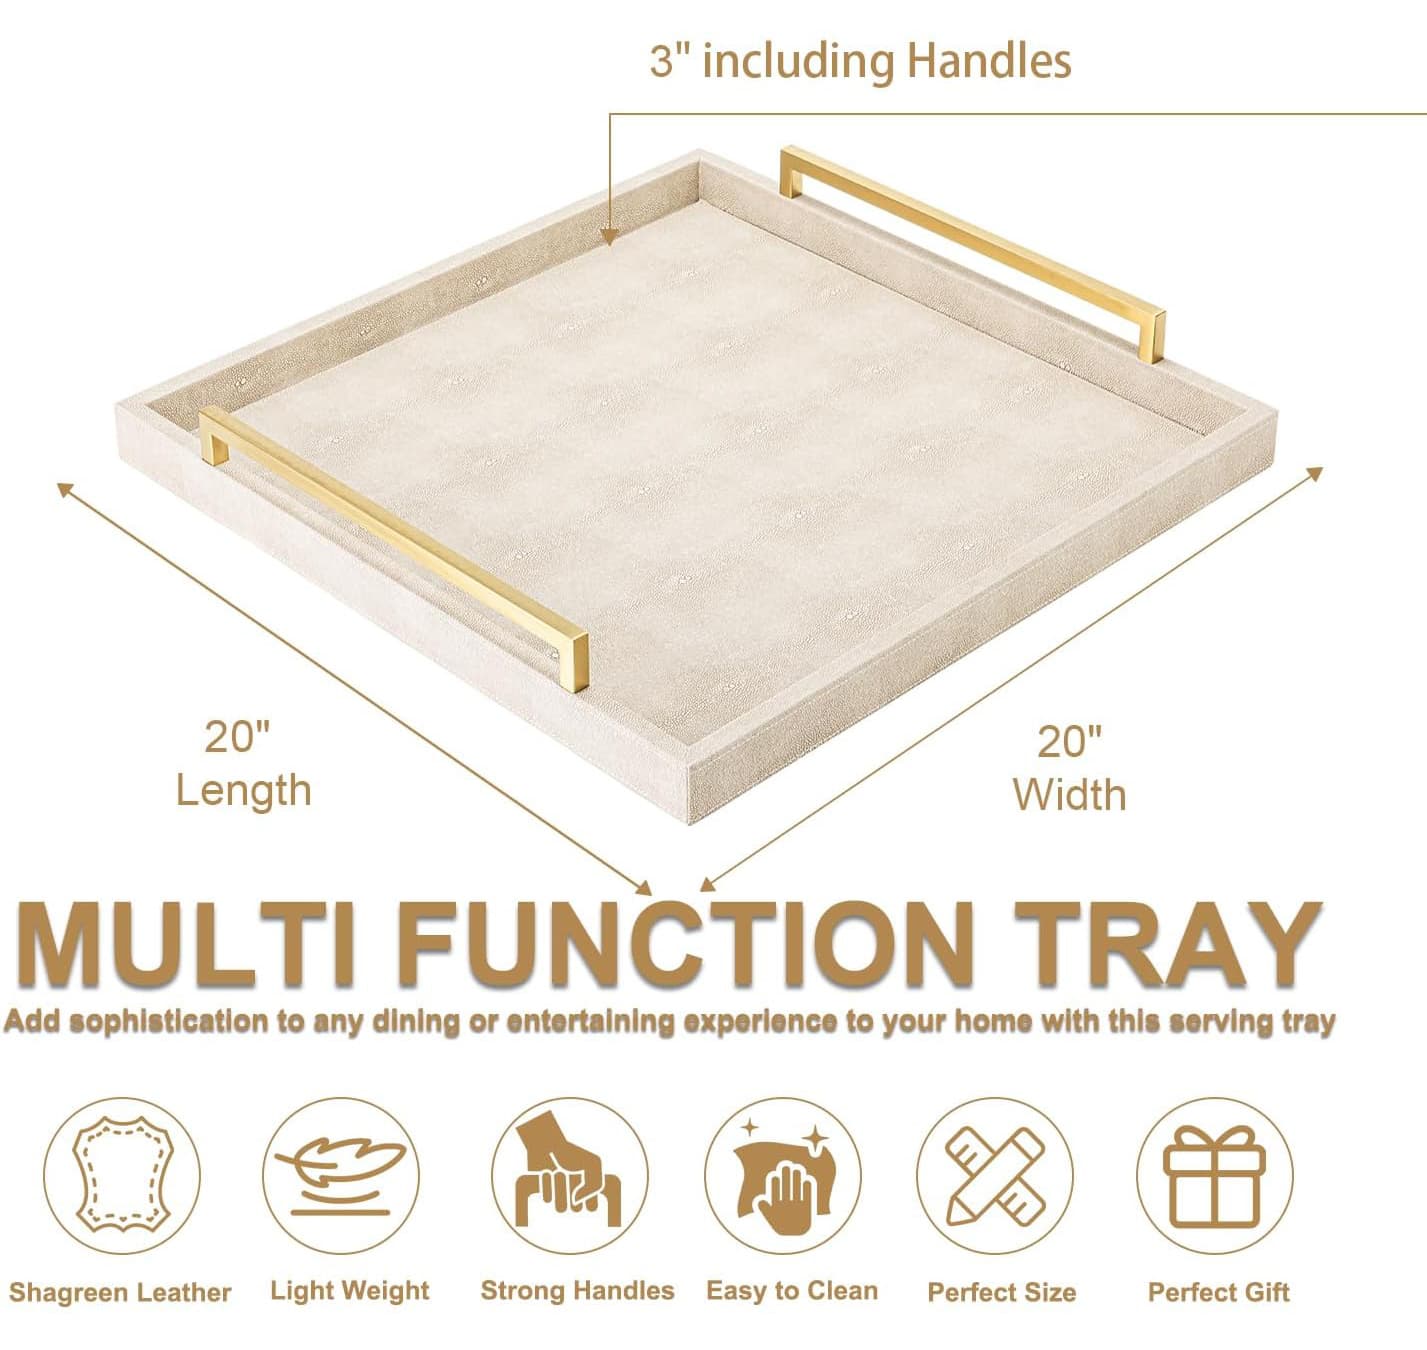 3" including Handles
20"
Length
20"
Width
MULTI FUNCTION TRAY
Add sophistication to any dining or entertaining experience to your home with this serving tray
Shagreen Leather
Light Weight
Strong Handles
Easy to Clean
Perfect Size
Perfect Gift